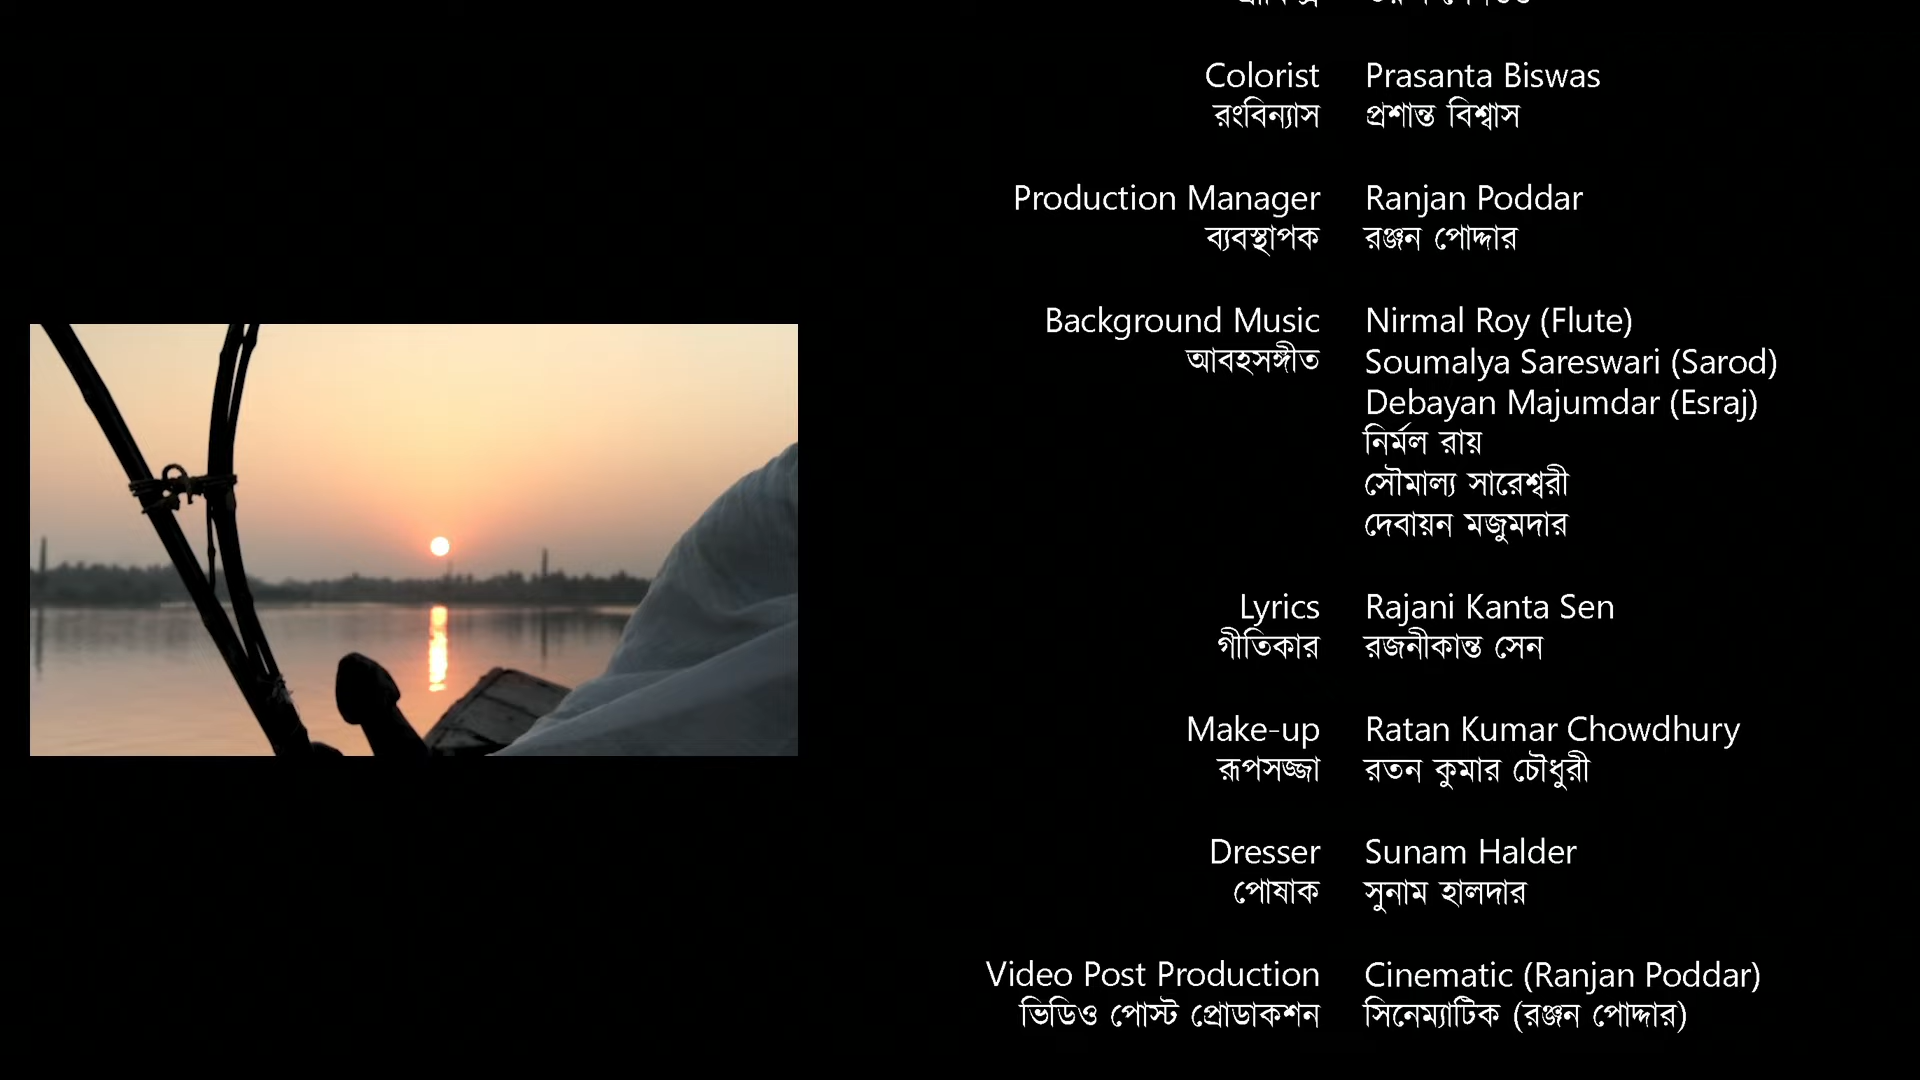 Colorist Prasanta Biswas
রংবিন্যাস প্রশান্ত বিশ্বাস
Production Manager Ranjan Poddar
ব্যবস্থাপক রঞ্জন পোদ্দার
Background Music Nirmal Roy (Flute)
আবহসঙ্গীত Soumalya Sareswari (Sarod)
Debayan Majumdar (Esraj)
নির্মল রায়
সৌমাল্য সারেশ্বরী
দেবায়ন মজুমদার
Lyrics Rajani Kanta Sen
গীতিকার রজনীকান্ত সেন
Make-up Ratan Kumar Chowdhury
রূপসজ্জা রতন কুমার চৌধুরী
Dresser Sunam Halder
পোষাক সুনাম হালদার
Video Post Production Cinematic (Ranjan Poddar)
ভিডিও পোস্ট প্রোডাকশন সিনেম্যাটিক (রঞ্জন পোদ্দার)